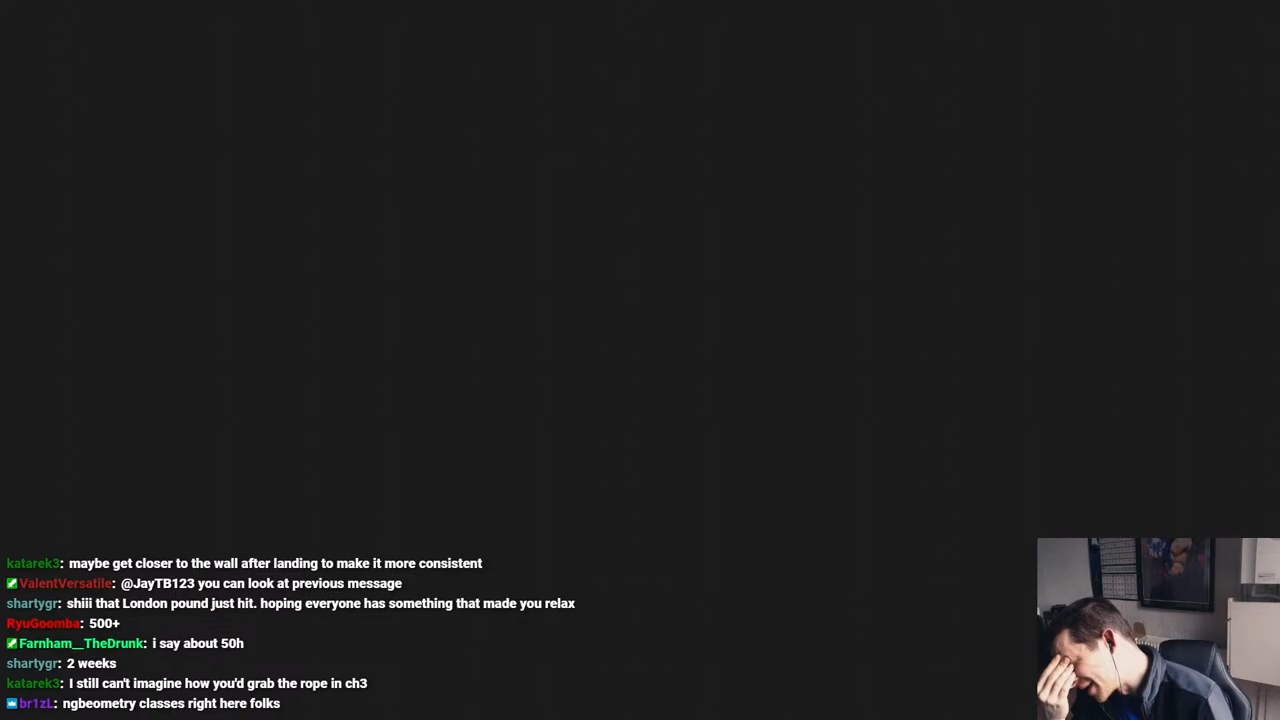 katarek3: maybe get closer to the wall after landing to make it more consistent
ValentVersatile: @JayTB123 you can look at previous message
shartygr: shiii that London pound just hit. hoping everyone has something that made you relax
RyuGoomba: 500+
Farnham__TheDrunk: i say about 50h
shartygr: 2 weeks
katarek3: I still can't imagine how you'd grab the rope in ch3
br1zL: ngbeometry classes right here folks